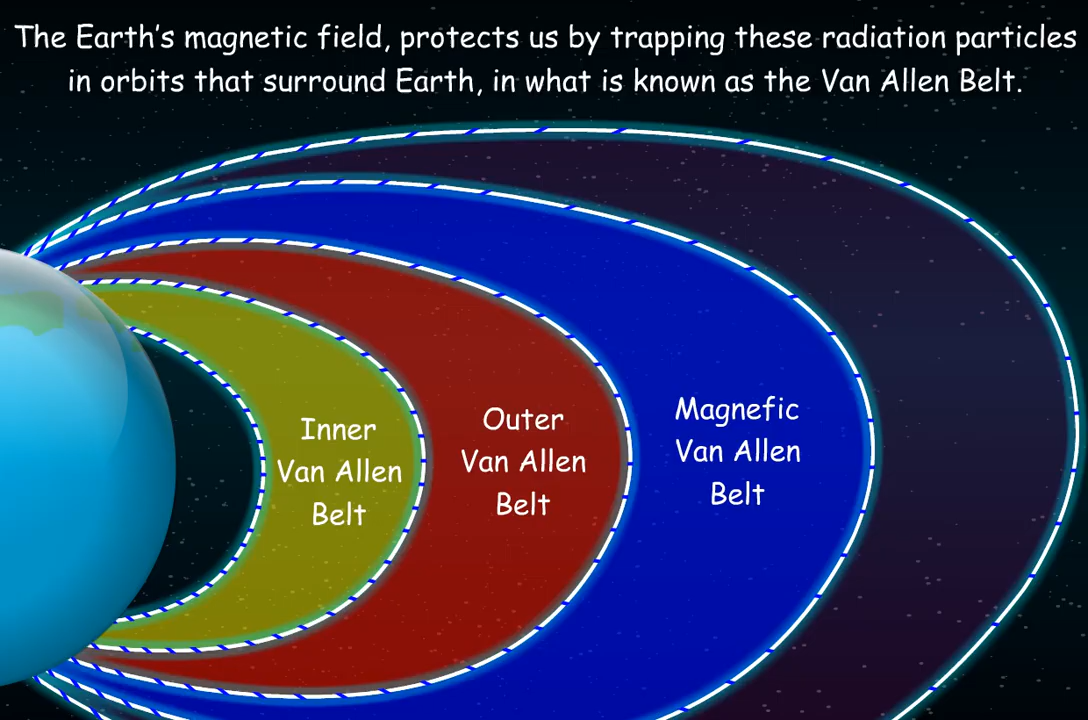 The Earth's magnetic field, protects us by trapping these radiation particles
in orbits that surround Earth, in what is known as the Van Allen Belt.
Inner
Van Allen
Belt
Outer
Van Allen
Belt
Magnefic
Van Allen
Belt